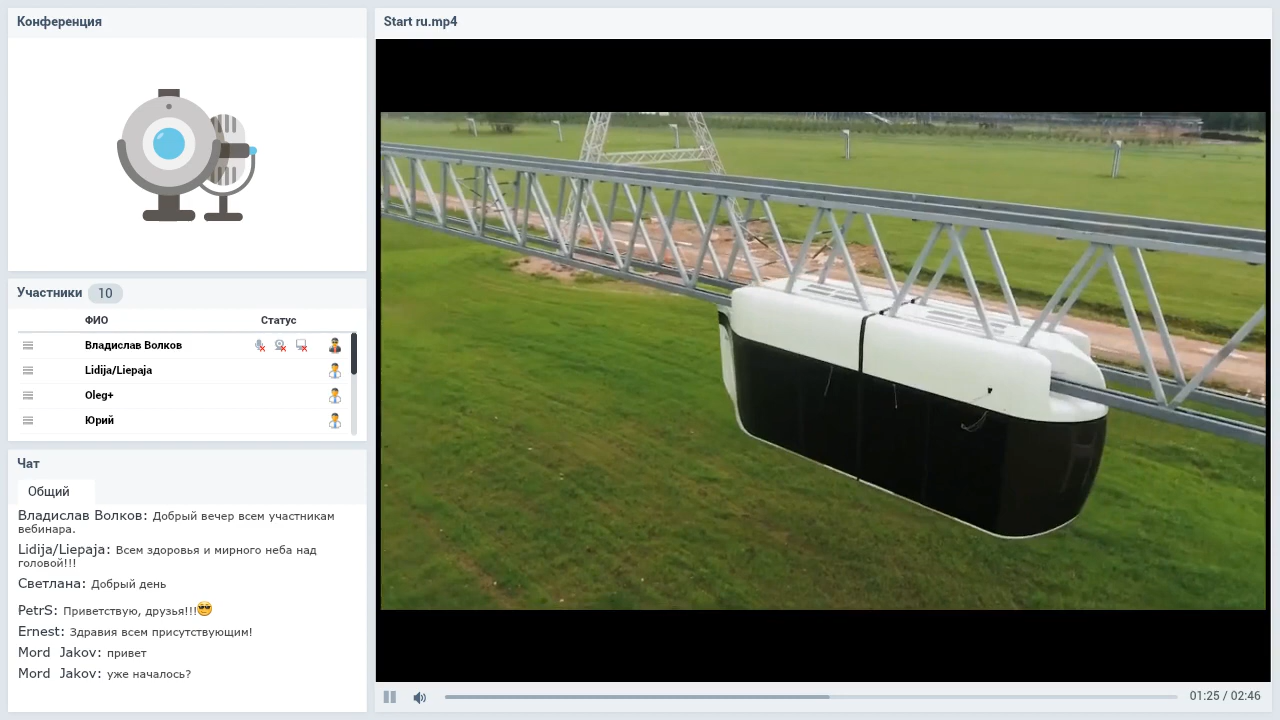 Конференция
Start ru.mp4
Участники 10
ФИО Статус
Владислав Волков
Lidija/Liepaja
Oleg+
Юрий
Чат
Общий
Владислав Волков: Добрый вечер всем участникам
вебинара.
Lidija/Liepaja: Всем здоровья и мирного неба над
головой!!!
Светлана: Добрый день
PetrS: Приветствую, друзья!!!
Ernest: Здравия всем присутствующим!
Mord Jakov: привет
Mord Jakov: уже началось?
01:25 / 02:46